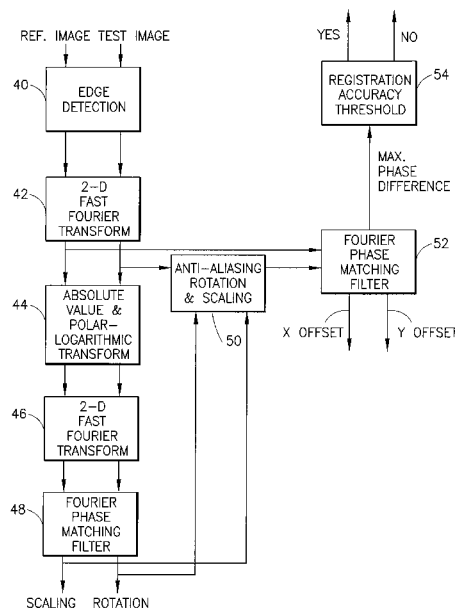 REF. IMAGE TEST IMAGE
40
EDGE
DETECTION
42
2-D
FAST
FOURIER
TRANSFORM
44
ABSOLUTE
VALUE &
POLAR-
LOGARITHMIC
TRANSFORM
46
2-D
FAST
FOURIER
TRANSFORM
48
FOURIER
PHASE
MATCHING
FILTER
SCALING ROTATION
ANTI-ALIASING
ROTATION
& SCALING
50
YES NO
REGISTRATION
ACCURACY
THRESHOLD
54
MAX.
PHASE
DIFFERENCE
FOURIER
PHASE
MATCHING
FILTER
52
X OFFSET Y OFFSET